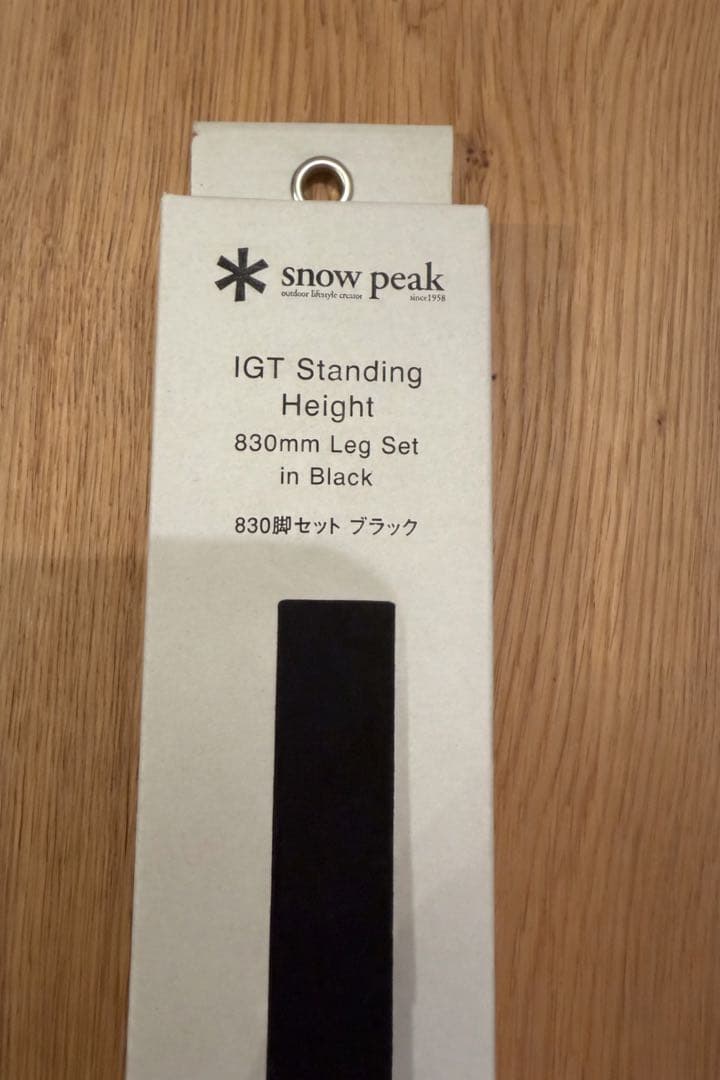 snow peak
outdoor lifestyle creator since1958
IGT Standing
Height
830mm Leg Set
in Black
830脚セット ブラック